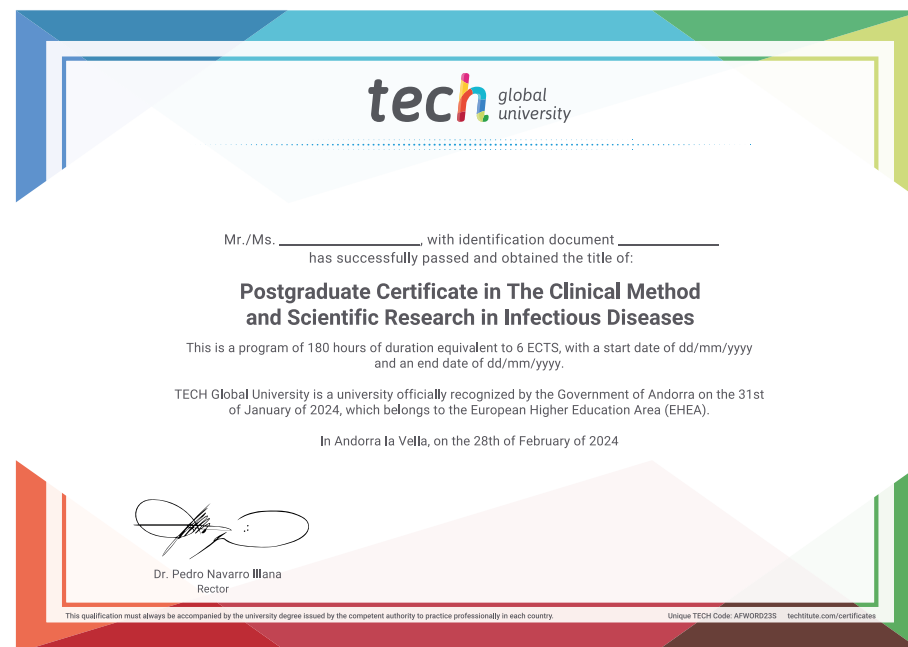 tech global
university
Mr./Ms. ____________, with identification document ____________
has successfully passed and obtained the title of:
Postgraduate Certificate in The Clinical Method
and Scientific Research in Infectious Diseases
This is a program of 180 hours of duration equivalent to 6 ECTS, with a start date of dd/mm/yyyy
and an end date of dd/mm/yyyy.
TECH Global University is a university officially recognized by the Government of Andorra on the 31st
of January of 2024, which belongs to the European Higher Education Area (EHEA).
In Andorra la Vella, on the 28th of February of 2024
Dr. Pedro Navarro Illana
Rector
This qualification must always be accompanied by the university degree issued by the competent authority to practice professionally in each country.
Unique TECH Code: AFWORD23S techtitute.com/certificates